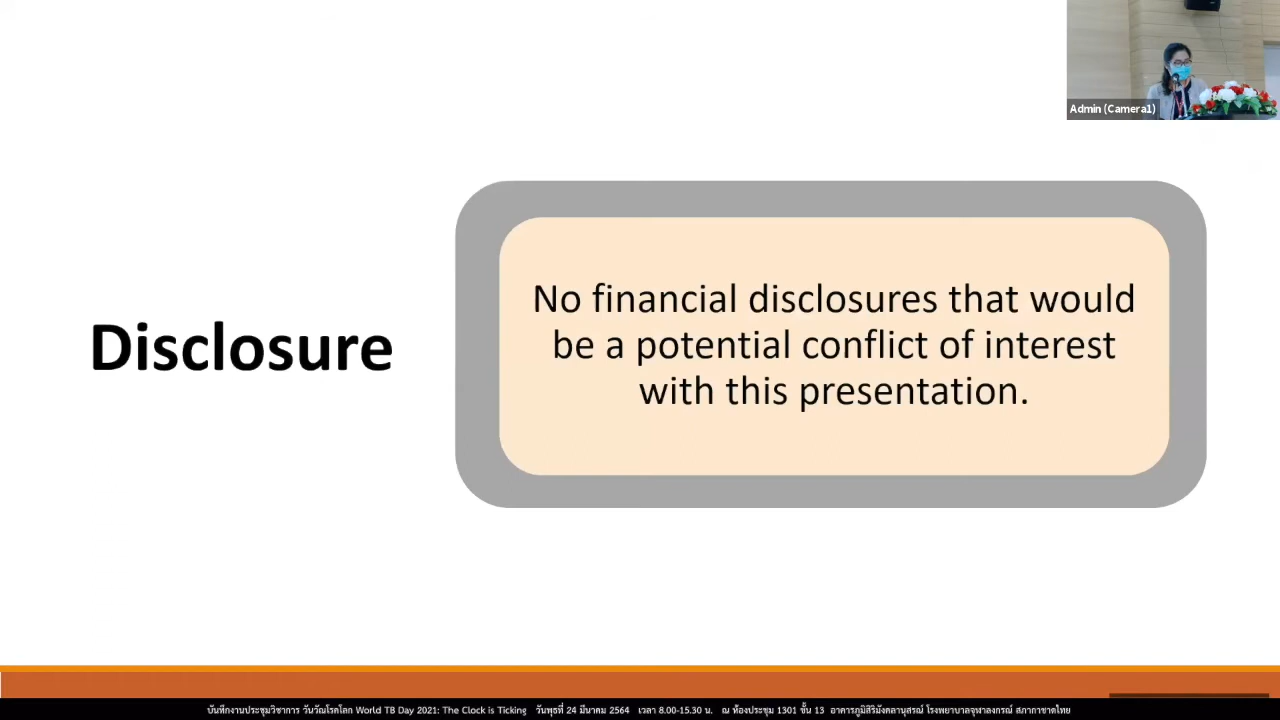 Admin (Camera1)
Disclosure
No financial disclosures that would
be a potential conflict of interest
with this presentation.
บันทึกงานประชุมวิชาการ วันวัณโรคโลก World TB Day 2021: The Clock is Ticking วันพุธที่ 24 มีนาคม 2564 เวลา 8.00-15.30 น. ณ ห้องประชุม 1301 ชั้น 13 อาคารภูมิสิริมังคลานุสรณ์ โรงพยาบาลจุฬาลงกรณ์ สภากาชาดไทย